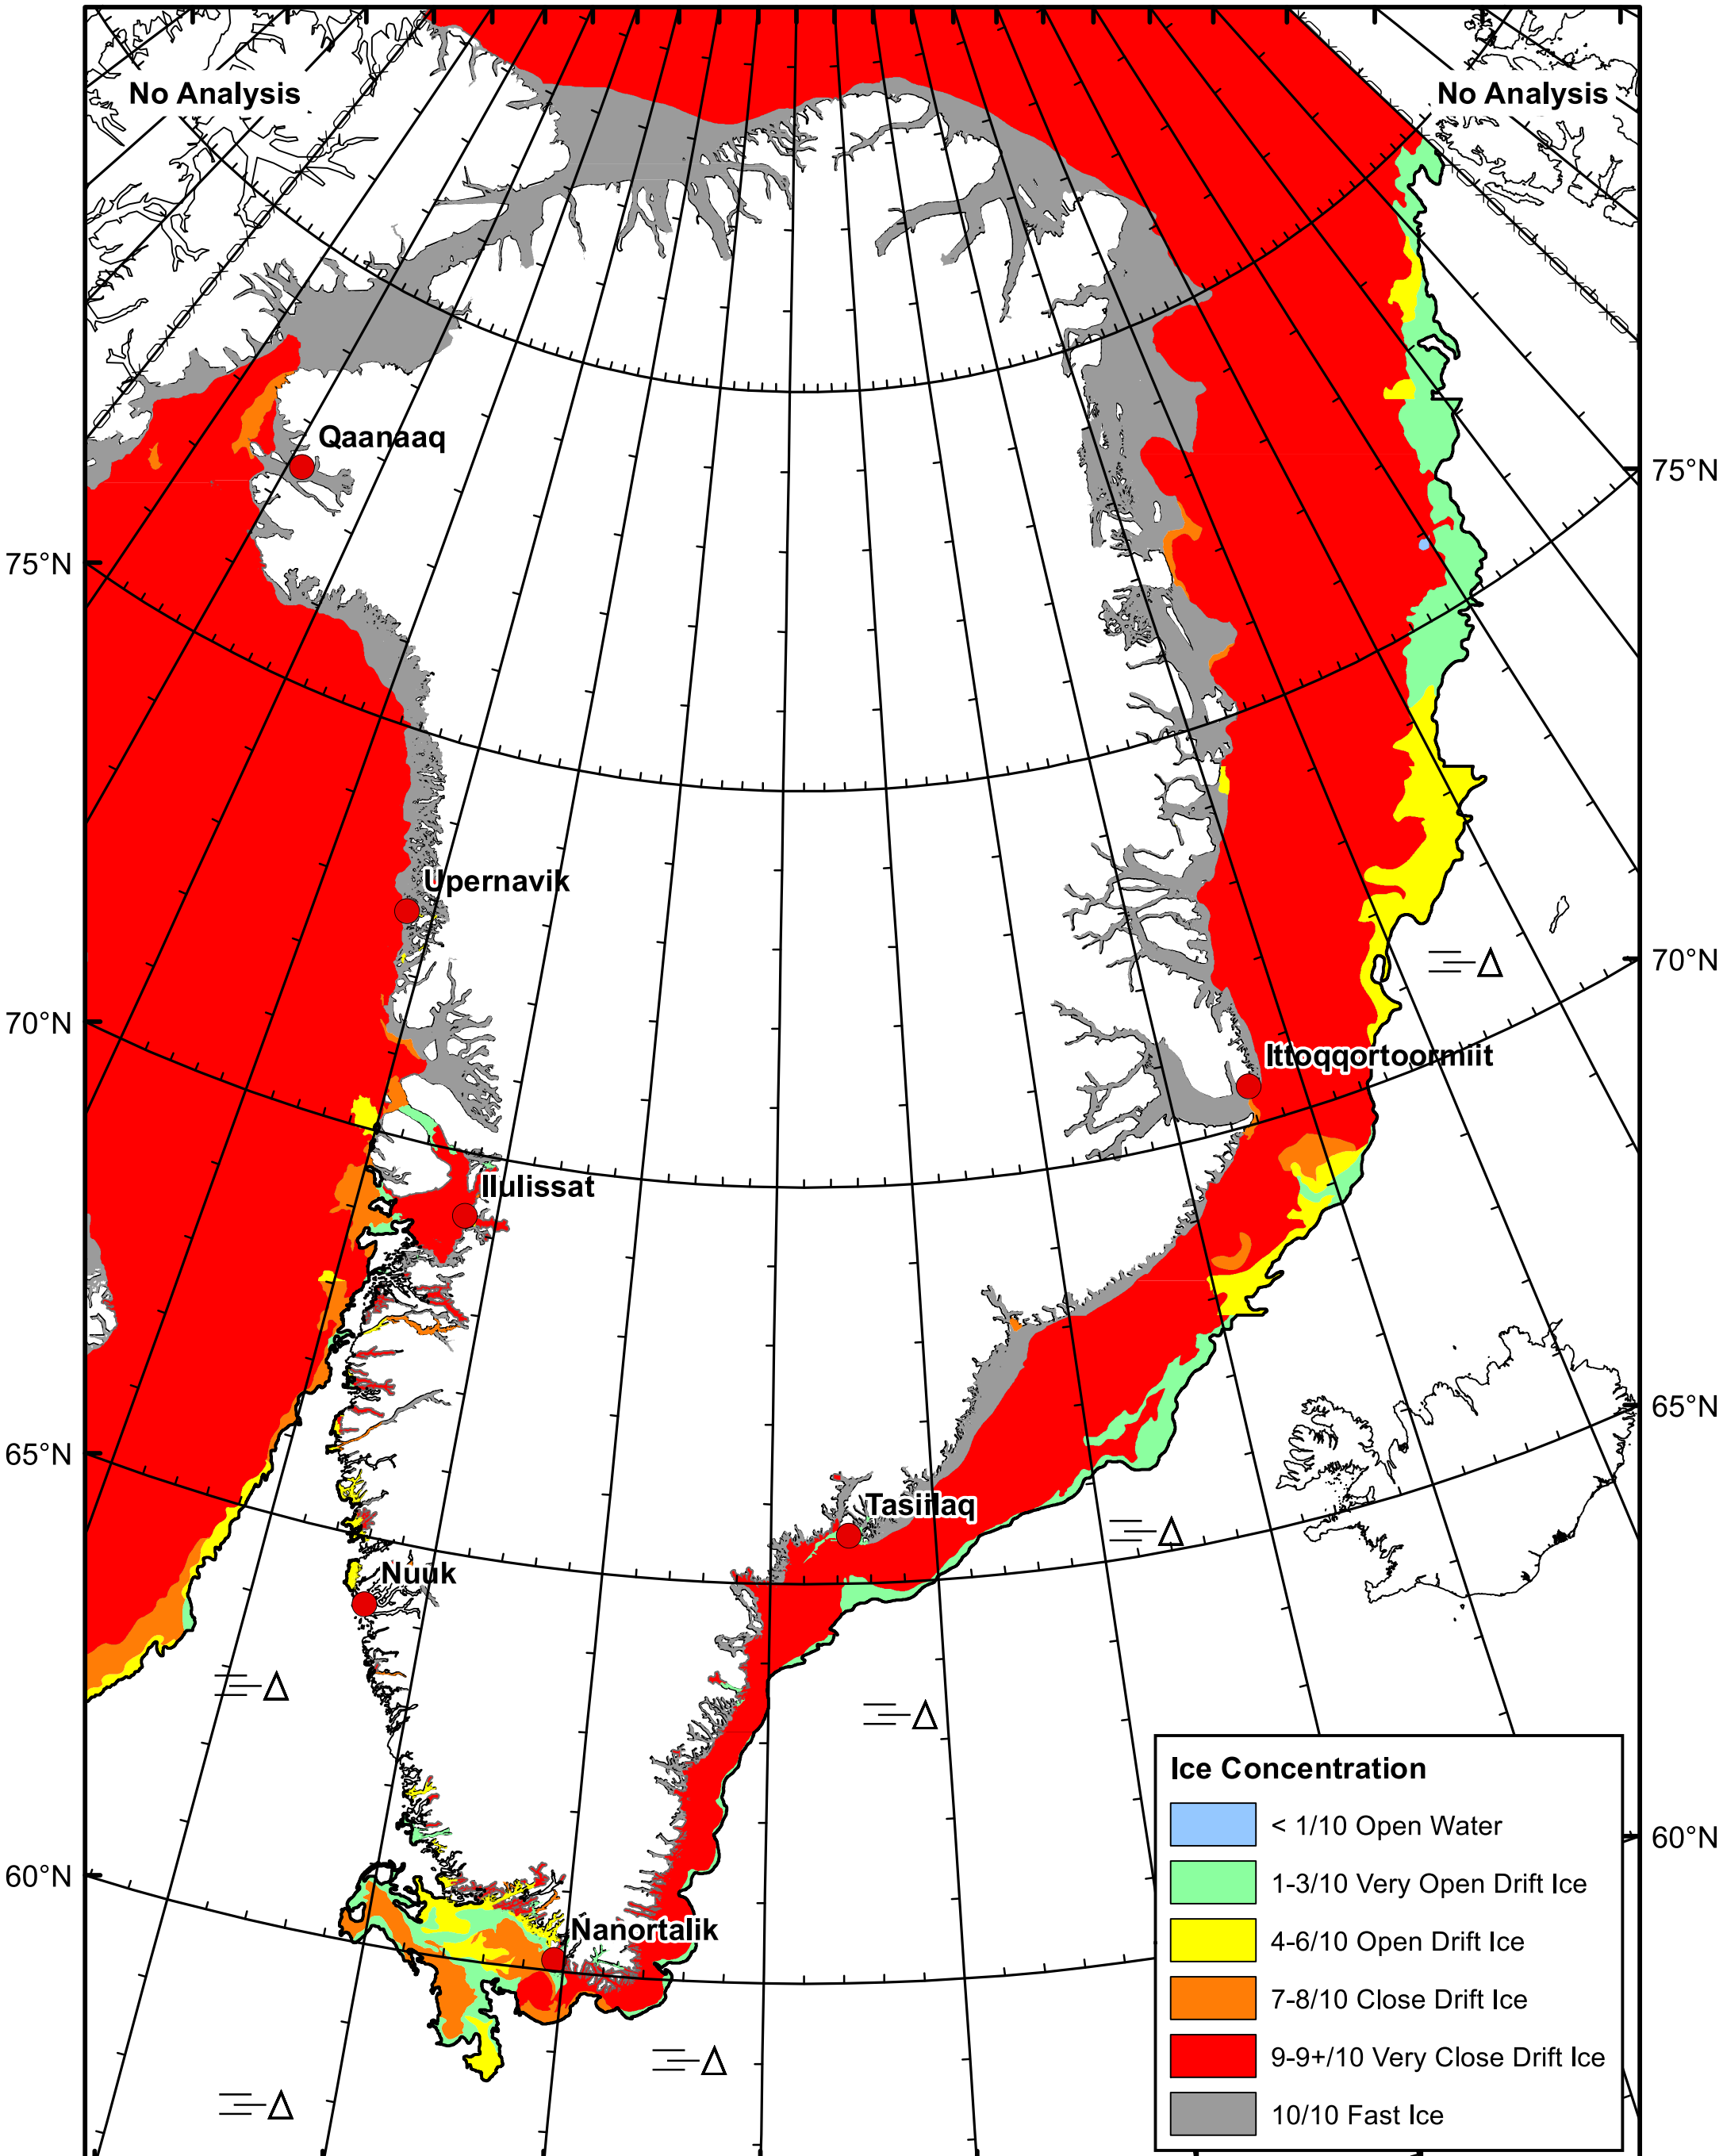 No Analysis
No Analysis
Qaanaaq
75°N
75°N
Upernavik
70°N
70°N
Ittoqqortoormiit
Ilulissat
65°N
65°N
Tasiilaq
Nuuk
Ice Concentration
< 1/10 Open Water
1-3/10 Very Open Drift Ice
4-6/10 Open Drift Ice
7-8/10 Close Drift Ice
9-9+/10 Very Close Drift Ice
10/10 Fast Ice
60°N
60°N
Nanortalik